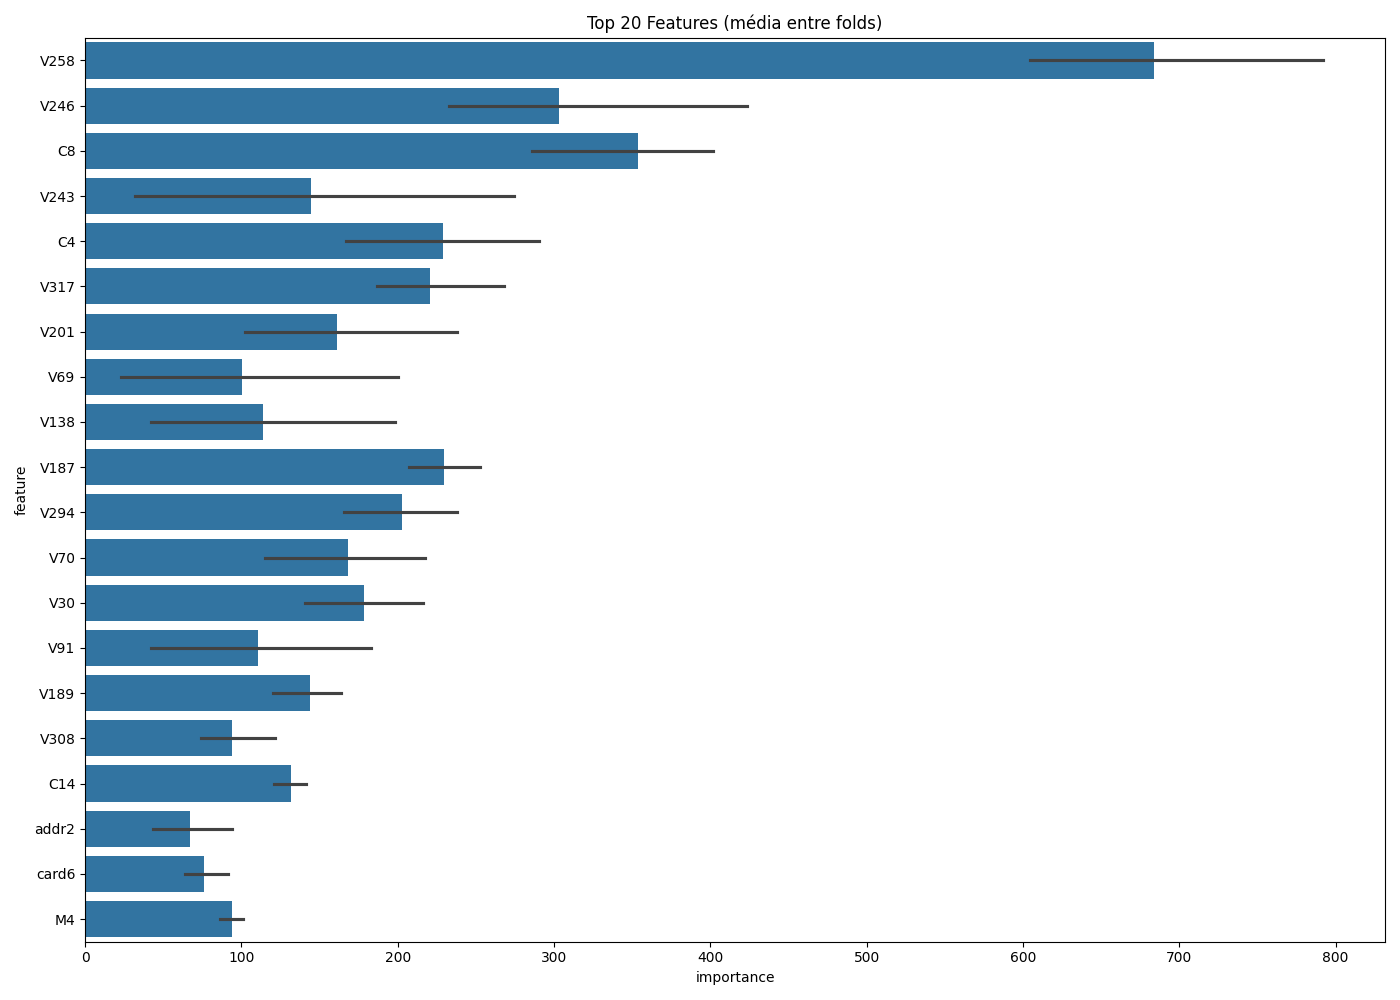 Top 20 Features (média entre folds)
feature
V258
V246
C8
V243
C4
V317
V201
V69
V138
V187
V294
V70
V30
V91
V189
V308
C14
addr2
card6
M4
0 100 200 300 400 500 600 700 800
importance